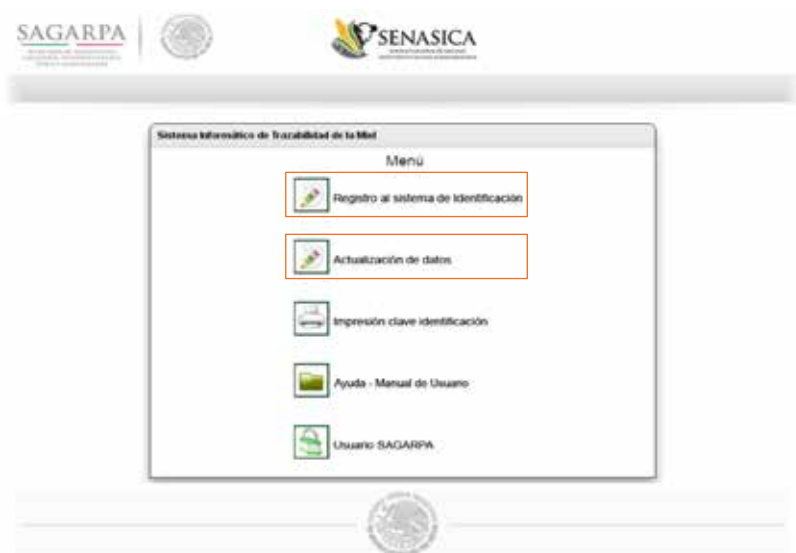 SAGARPA
SENASICA
Sistema Informático de Trazabilidad de la Miel
Menú
Registro al sistema de Identificación
Actualización de datos
Impresión clave identificación
Ayuda - Manual de Usuario
Usuario SAGARPA